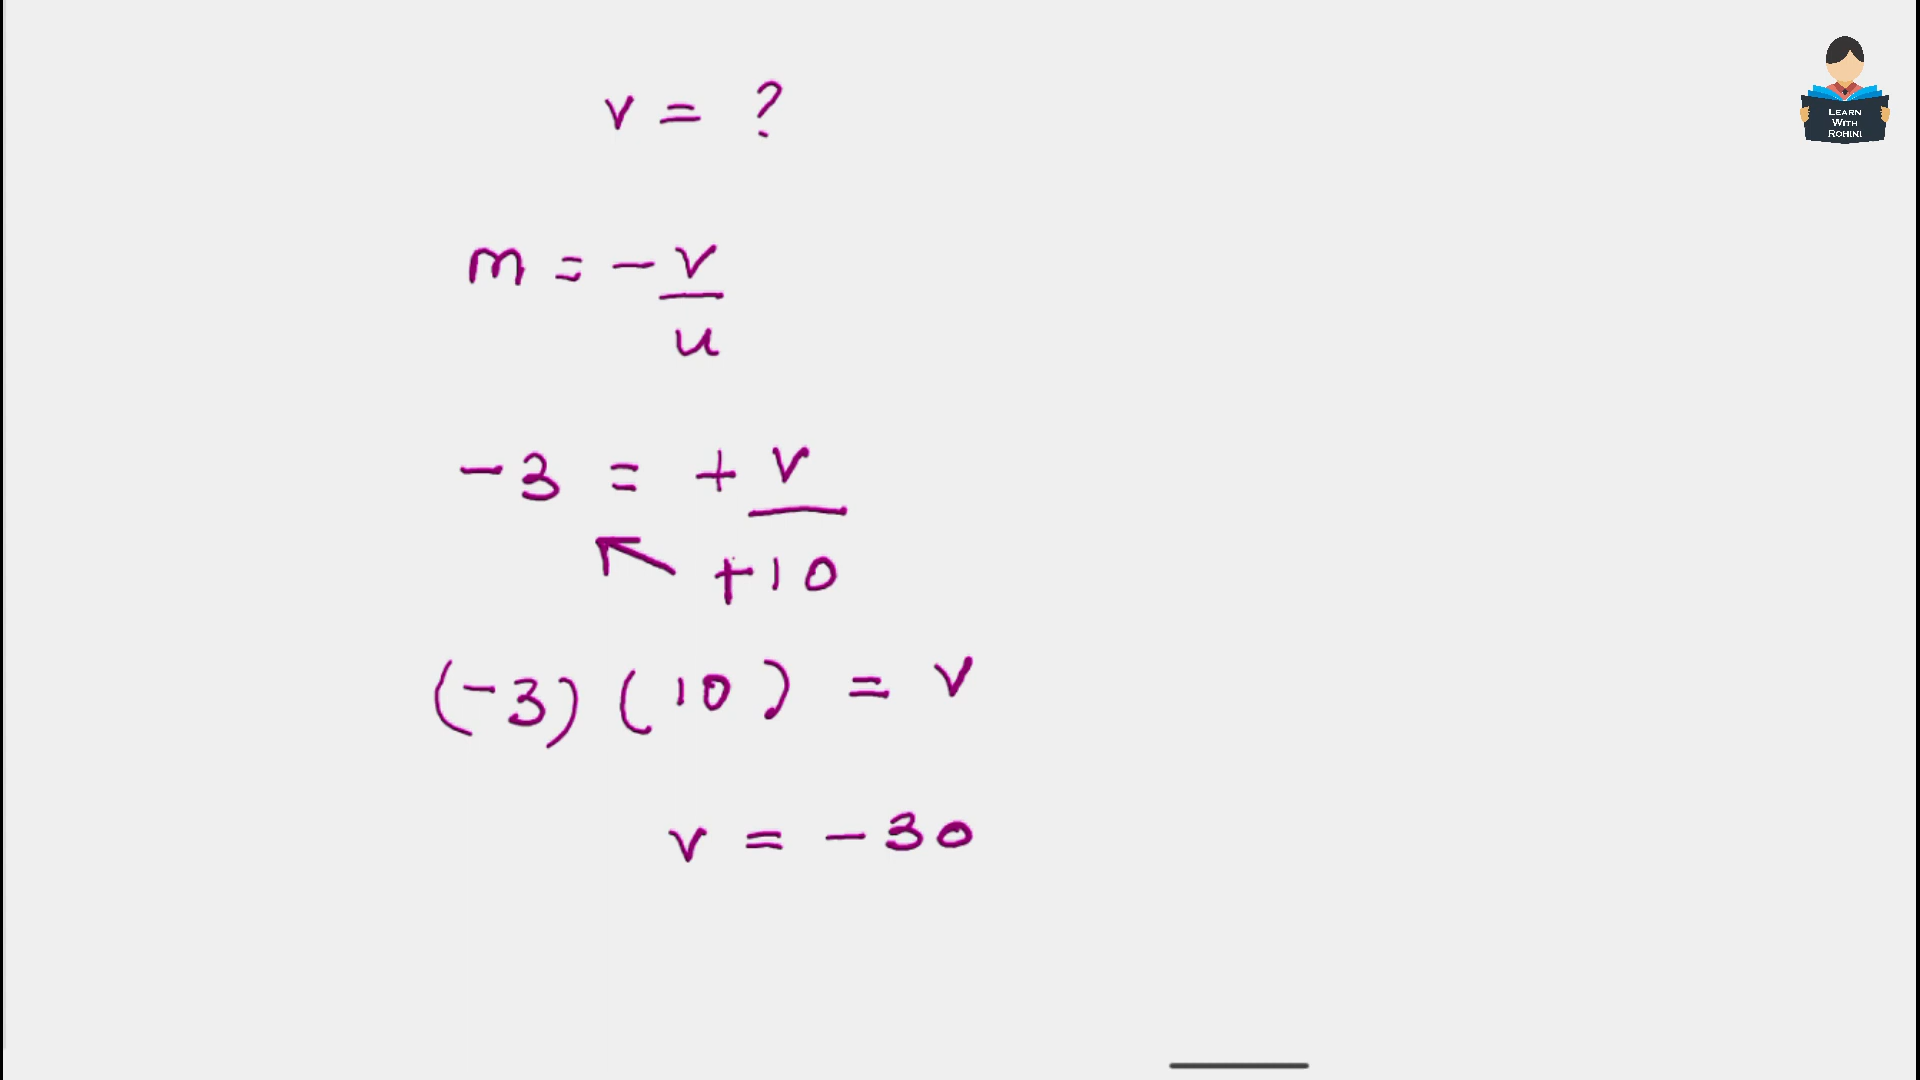 v = ?
m = - v
u
-3 = + v
+10
(-3) (10) = v
v = -30
LEARN
WITH
ROHINI